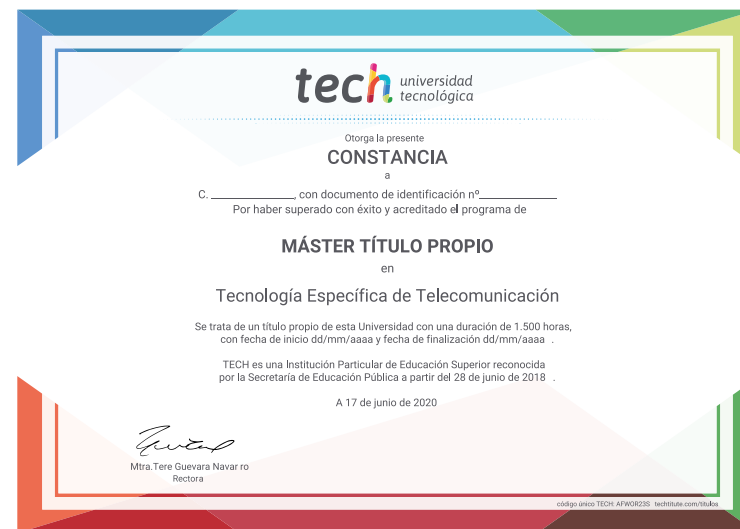 tech universidad
tecnológica
Otorga la presente
CONSTANCIA
a
C. ______________, con documento de identificación nº_____________
Por haber superado con éxito y acreditado el programa de
MÁSTER TÍTULO PROPIO
en
Tecnología Específica de Telecomunicación
Se trata de un título propio de esta Universidad con una duración de 1.500 horas,
con fecha de inicio dd/mm/aaaa y fecha de finalización dd/mm/aaaa .
TECH es una Institución Particular de Educación Superior reconocida
por la Secretaría de Educación Pública a partir del 28 de junio de 2018 .
A 17 de junio de 2020
Mtra.Tere Guevara Navar ro
Rectora
código único TECH: AFWOR23S techtitute.com/titulos